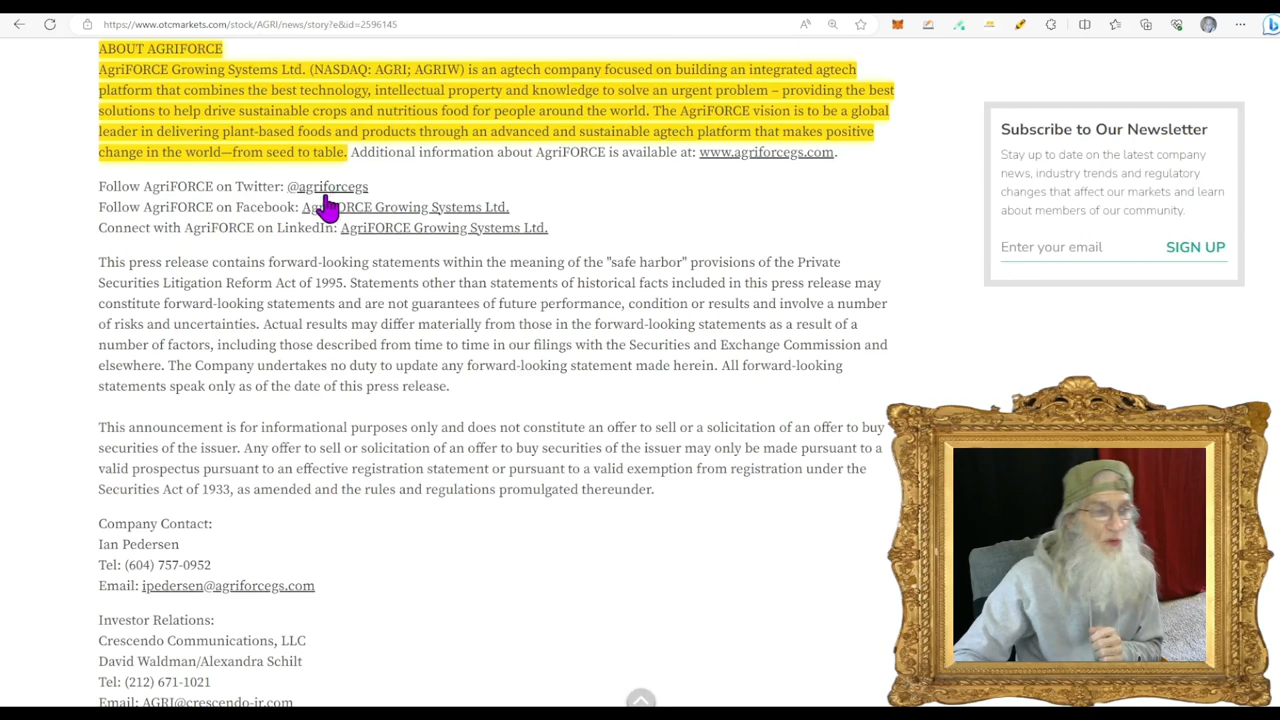 https://www.otcmarkets.com/stock/AGRI/news/story?e&id=2596145
ABOUT AGRIFORCE
AgriFORCE Growing Systems Ltd. (NASDAQ: AGRI; AGRIW) is an agtech company focused on building an integrated agtech
platform that combines the best technology, intellectual property and knowledge to solve an urgent problem – providing the best
solutions to help drive sustainable crops and nutritious food for people around the world. The AgriFORCE vision is to be a global
leader in delivering plant-based foods and products through an advanced and sustainable agtech platform that makes positive
change in the world—from seed to table. Additional information about AgriFORCE is available at: www.agriforcegs.com.
Follow AgriFORCE on Twitter: @agriforcegs
Follow AgriFORCE on Facebook: AgriFORCE Growing Systems Ltd.
Connect with AgriFORCE on LinkedIn: AgriFORCE Growing Systems Ltd.
This press release contains forward-looking statements within the meaning of the "safe harbor" provisions of the Private
Securities Litigation Reform Act of 1995. Statements other than statements of historical facts included in this press release may
constitute forward-looking statements and are not guarantees of future performance, condition or results and involve a number
of risks and uncertainties. Actual results may differ materially from those in the forward-looking statements as a result of a
number of factors, including those described from time to time in our filings with the Securities and Exchange Commission and
elsewhere. The Company undertakes no duty to update any forward-looking statement made herein. All forward-looking
statements speak only as of the date of this press release.
This announcement is for informational purposes only and does not constitute an offer to sell or a solicitation of an offer to buy
securities of the issuer. Any offer to sell or solicitation of an offer to buy securities of the issuer may only be made pursuant to a
valid prospectus pursuant to an effective registration statement or pursuant to a valid exemption from registration under the
Securities Act of 1933, as amended and the rules and regulations promulgated thereunder.
Company Contact:
Ian Pedersen
Tel: (604) 757-0952
Email: ipedersen@agriforcegs.com
Investor Relations:
Crescendo Communications, LLC
David Waldman/Alexandra Schilt
Tel: (212) 671-1021
Email: AGRI@crescendo-ir.com
Subscribe to Our Newsletter
Stay up to date on the latest company
news, industry trends and regulatory
changes that affect our markets and learn
about members of our community.
Enter your email SIGN UP